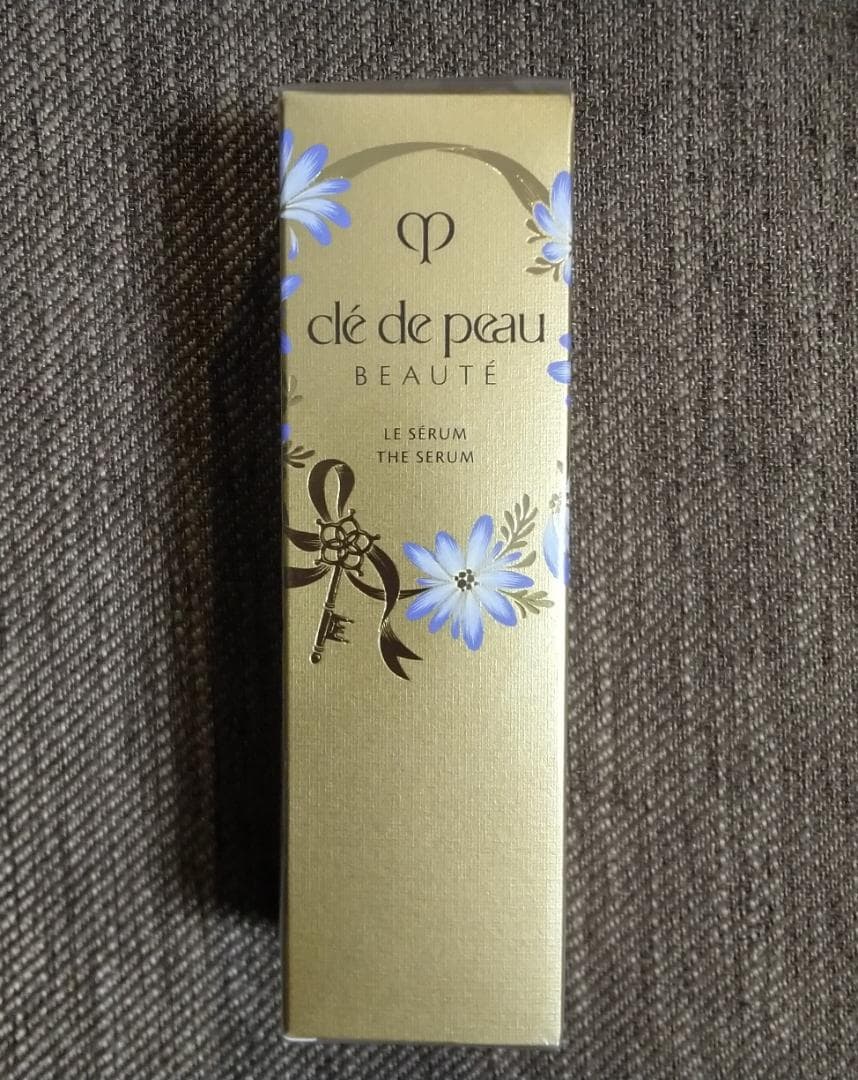 clé de peau
BEAUTÉ
LE SÉRUM
THE SERUM